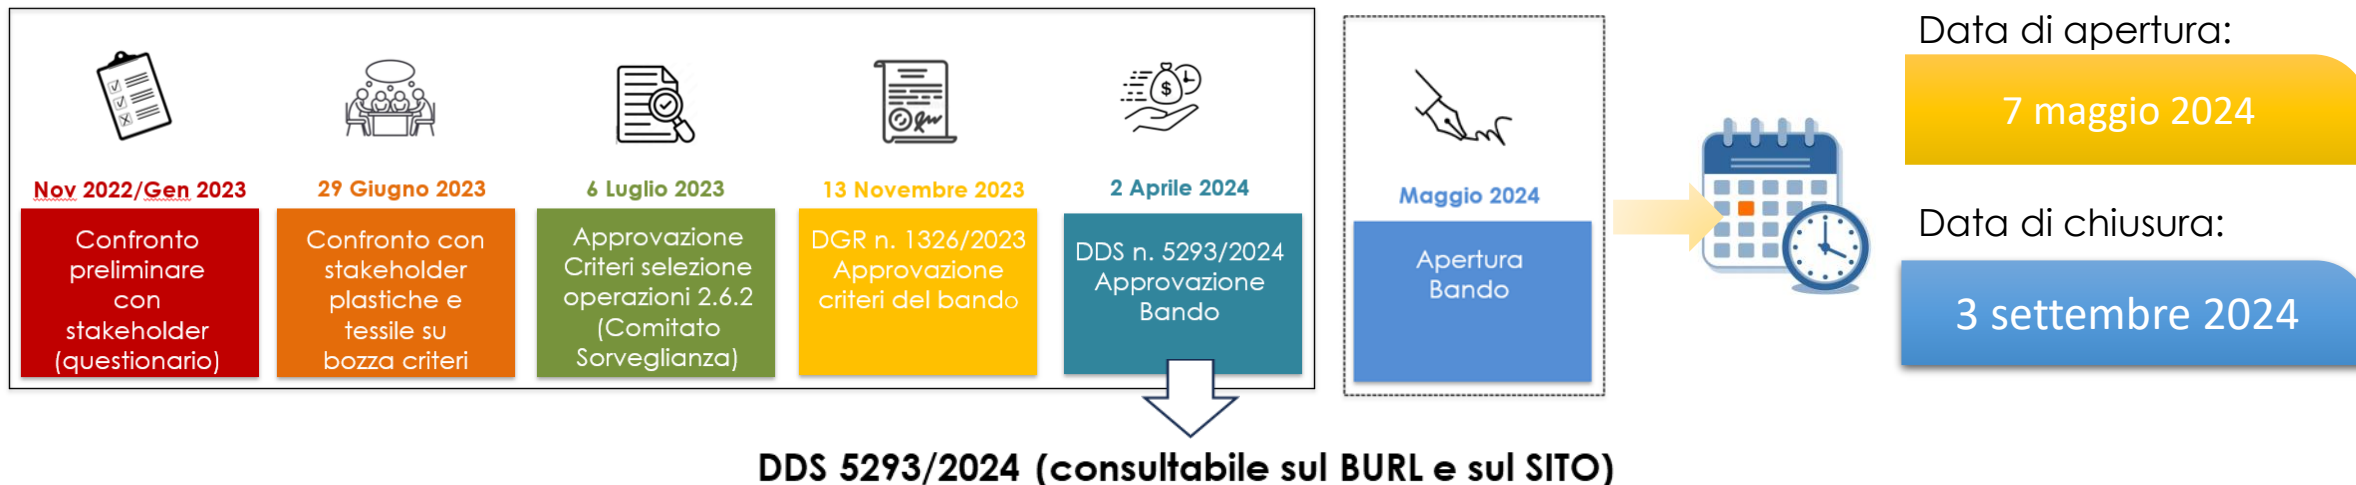 Nov 2022/Gen 2023
Confronto
preliminare
con
stakeholder
(questionario)
29 Giugno 2023
Confronto con
stakeholder
plastiche e
tessile su
bozza criteri
6 Luglio 2023
Approvazione
Criteri selezione
operazioni 2.6.2
(Comitato
Sorveglianza)
13 Novembre 2023
DGR n. 1326/2023
Approvazione
criteri del bando
2 Aprile 2024
DDS n. 5293/2024
Approvazione
Bando
Maggio 2024
Apertura
Bando
Data di apertura:
7 maggio 2024
Data di chiusura:
3 settembre 2024
DDS 5293/2024 (consultabile sul BURL e sul SITO)